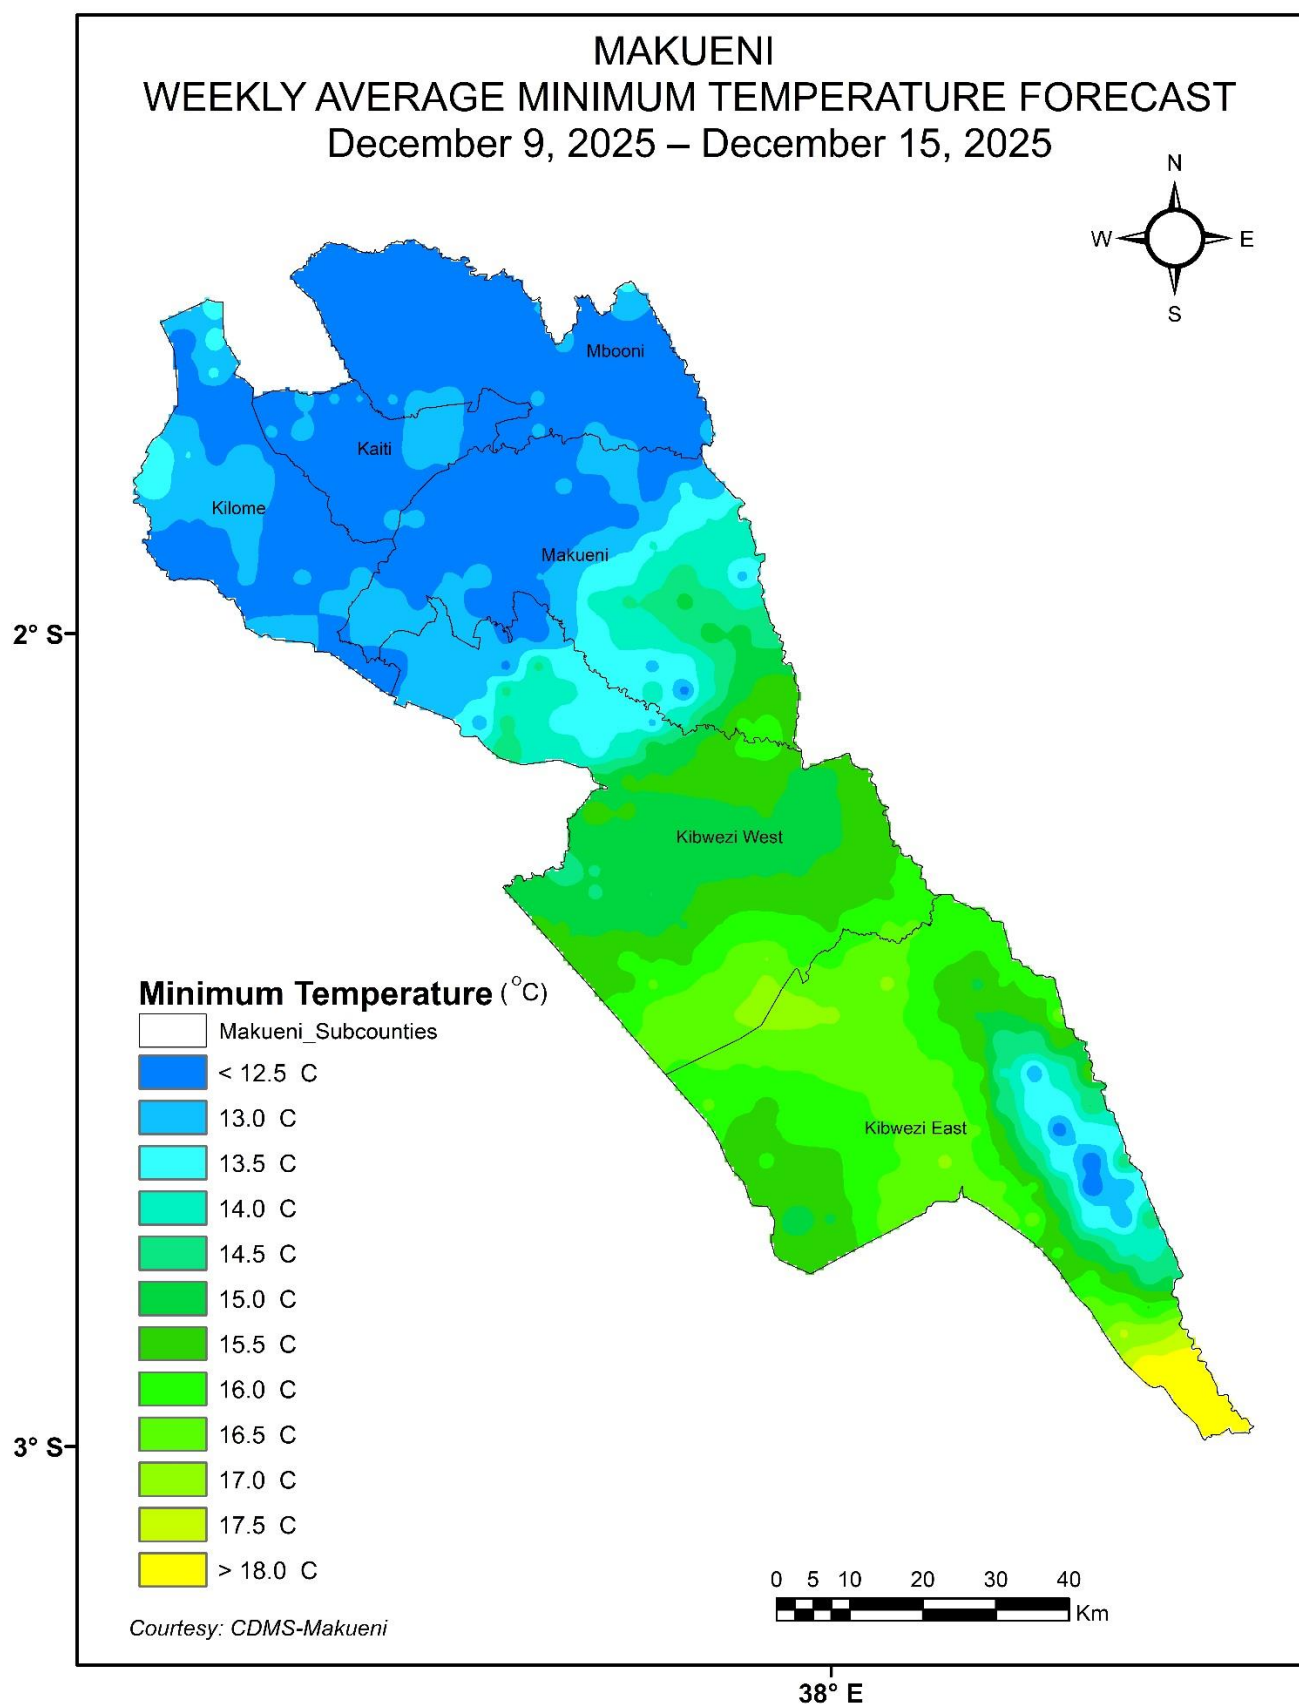 MAKUENI
WEEKLY AVERAGE MINIMUM TEMPERATURE FORECAST
December 9, 2025 – December 15, 2025
N
W
E
S
Mbooni
Kaiti
Kilome
Makueni
2° S
Kibwezi West
Kibwezi East
Minimum Temperature (°C)
Makueni_Subcounties
< 12.5 C
13.0 C
13.5 C
14.0 C
14.5 C
15.0 C
15.5 C
16.0 C
16.5 C
17.0 C
17.5 C
> 18.0 C
3° S
0 5 10 20 30 40
Km
Courtesy: CDMS-Makueni
38° E